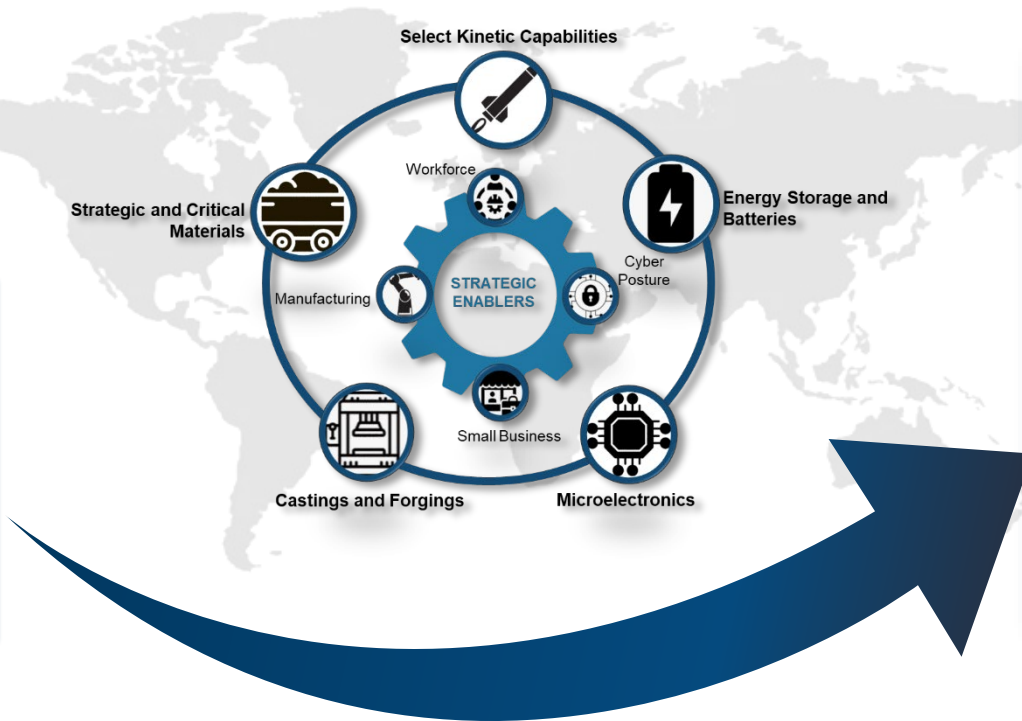 Select Kinetic Capabilities
Workforce
Strategic and Critical
Materials
Energy Storage and
Batteries
Cyber
Posture
Manufacturing
STRATEGIC
ENABLERS
Small Business
Castings and Forgings
Microelectronics